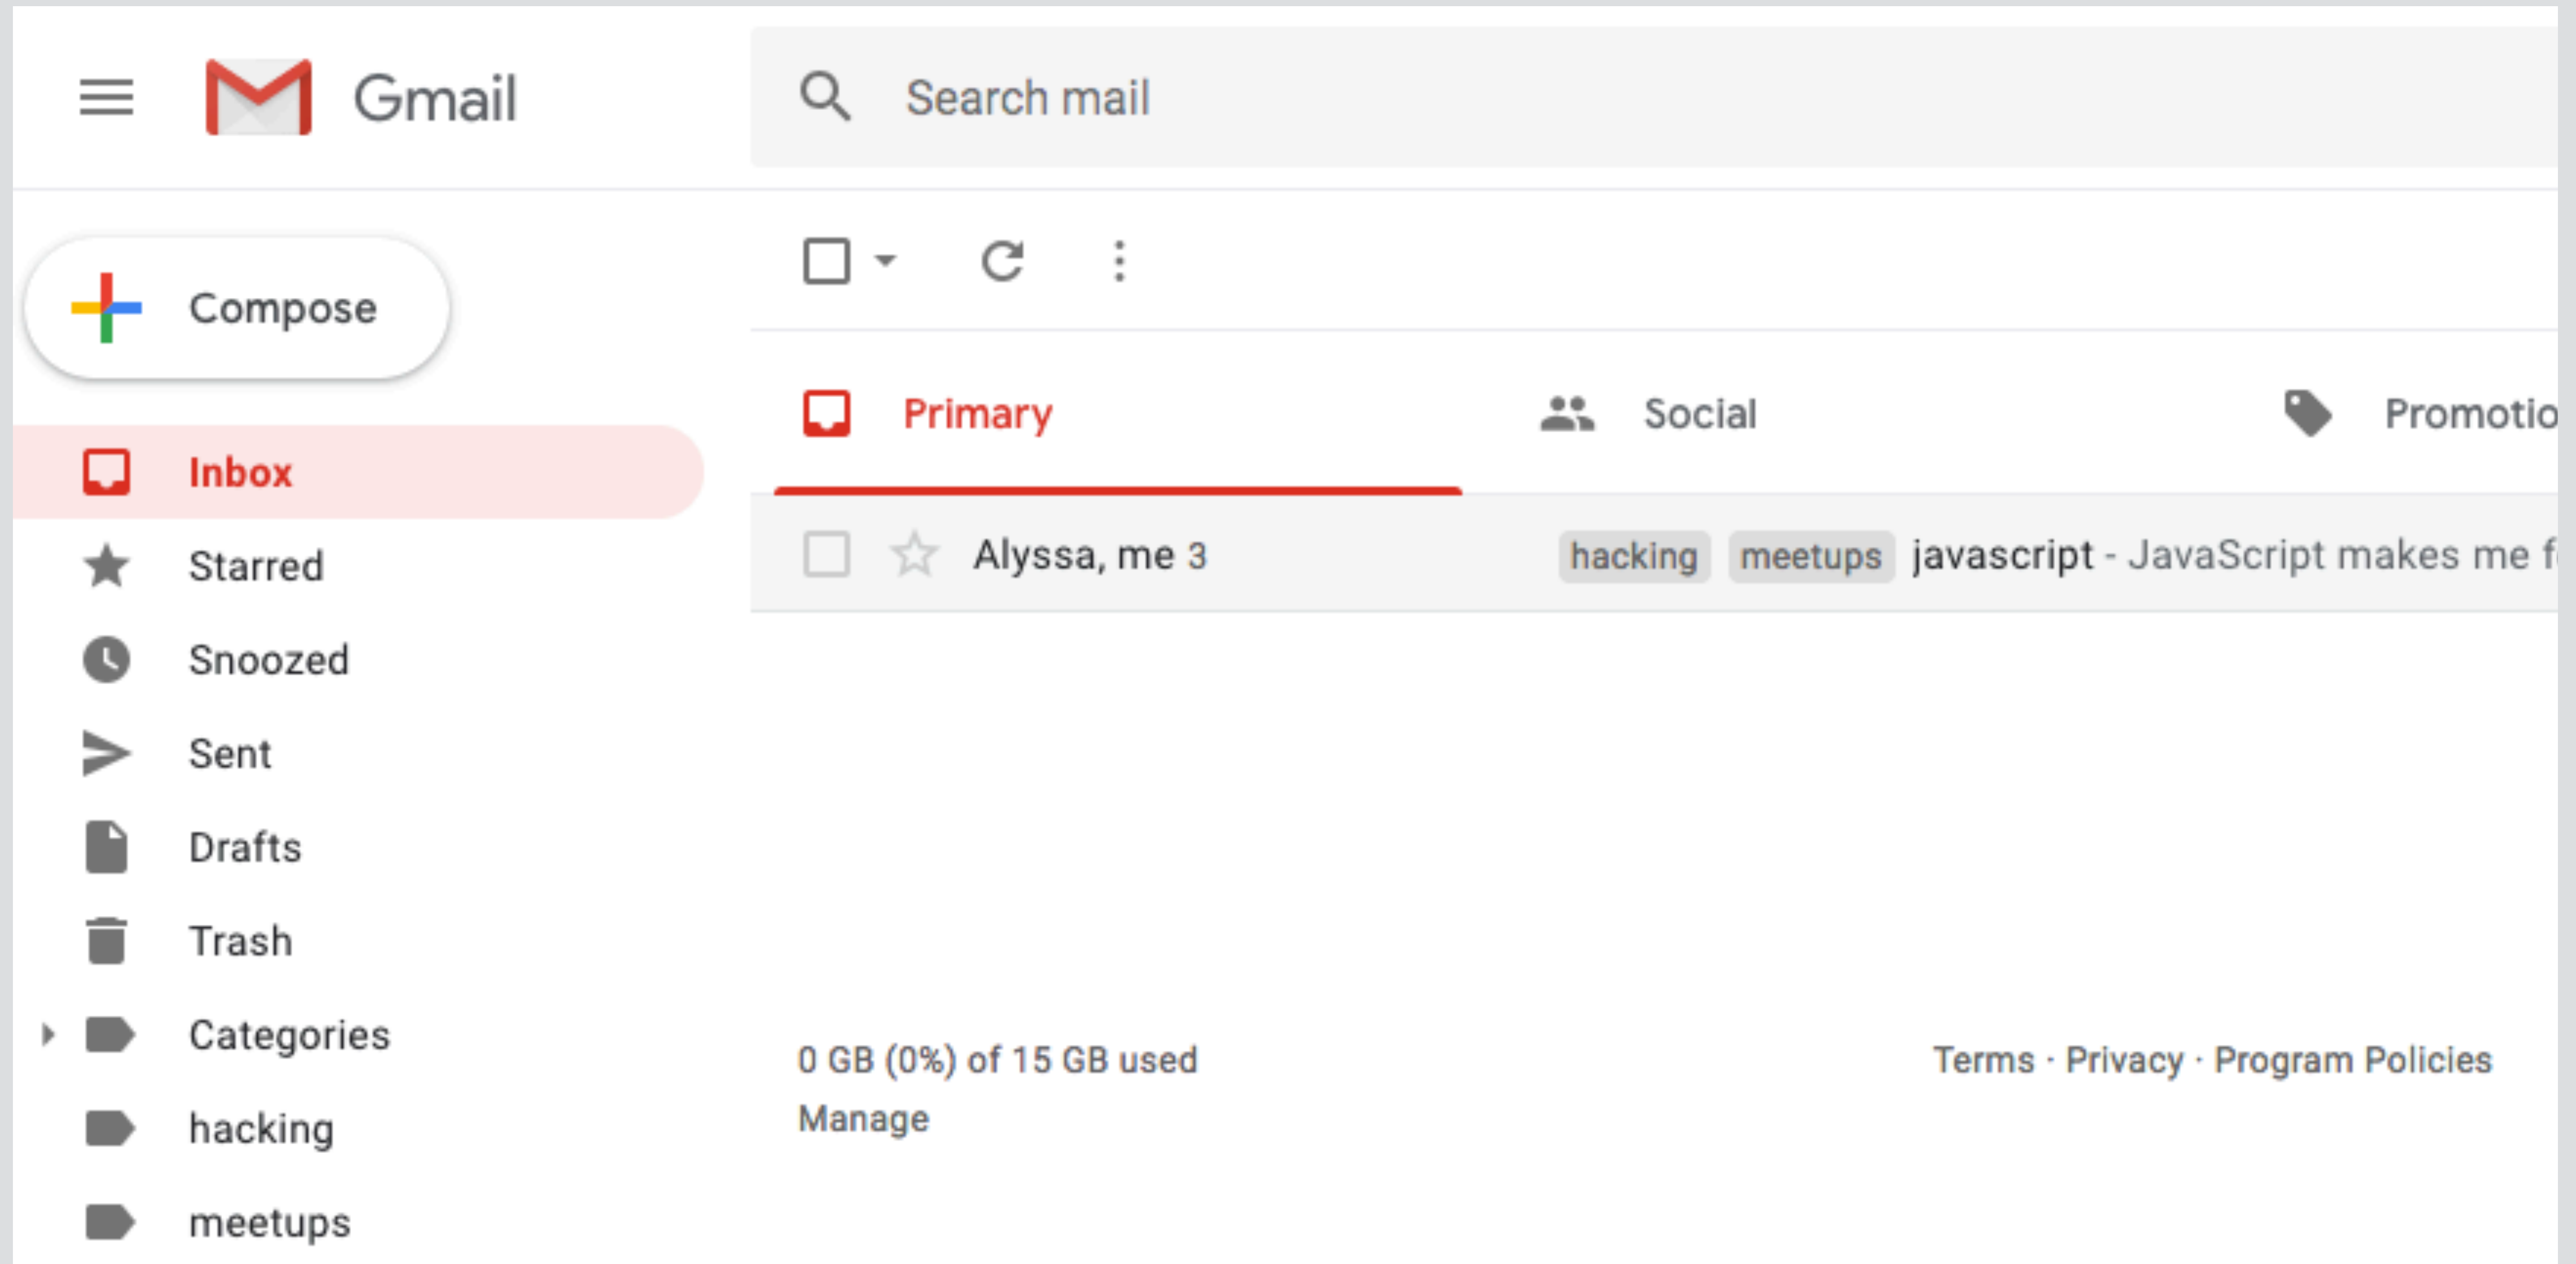 Gmail
Search mail
Compose
Primary
Social
Promotio
Inbox
Alyssa, me 3
hacking meetups javascript - JavaScript makes me f
Starred
Snoozed
Sent
Drafts
Trash
Categories
hacking
meetups
0 GB (0%) of 15 GB used
Manage
Terms · Privacy · Program Policies